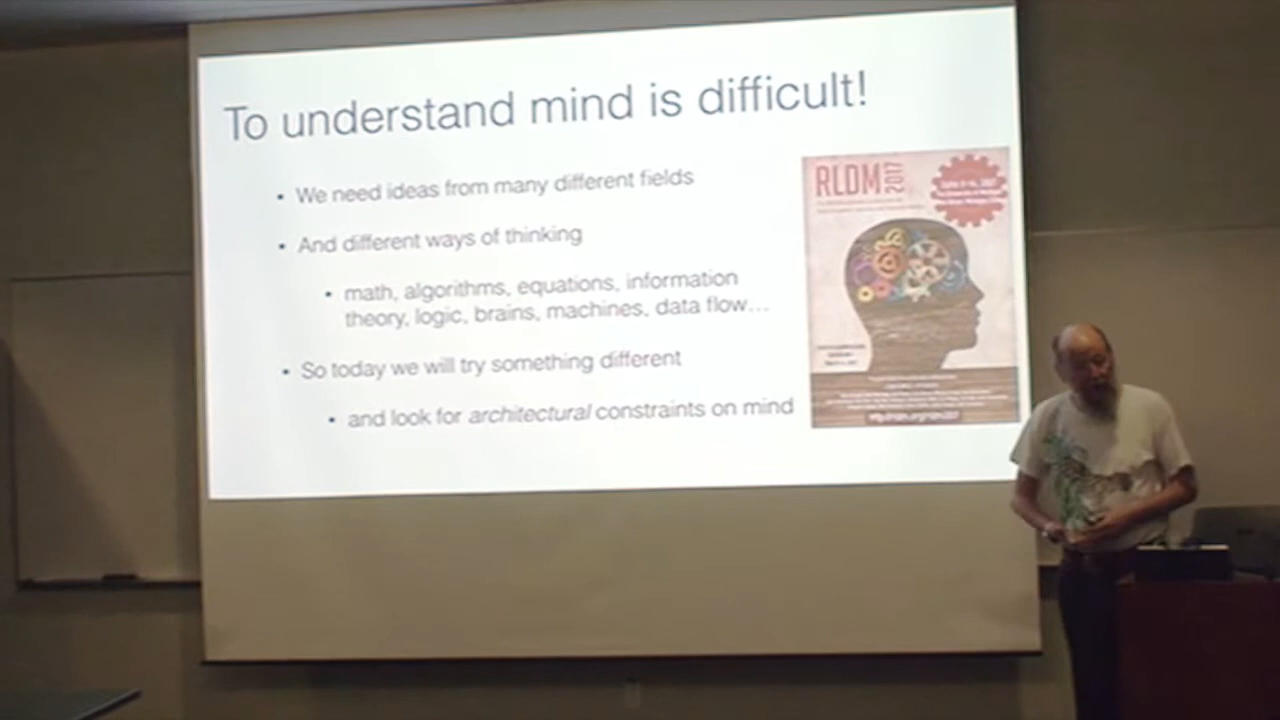 To understand mind is difficult!
• We need ideas from many different fields
• And different ways of thinking
• math, algorithms, equations, information
theory, logic, brains, machines, data flow...
• So today we will try something different
• and look for architectural constraints on mind
RLDM 2017